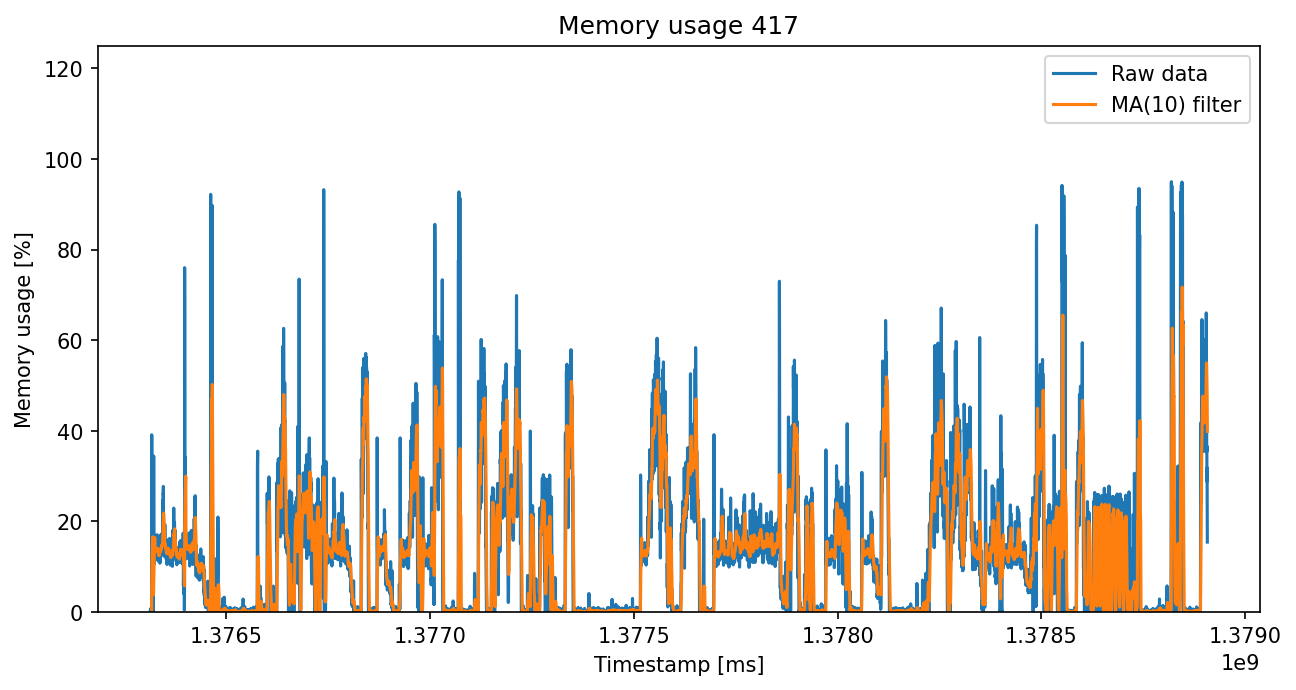 Memory usage 417
Raw data
MA(10) filter
Memory usage [%]
120
100
80
60
40
20
0
1.3765 1.3770 1.3775 1.3780 1.3785 1.3790
1e9
Timestamp [ms]